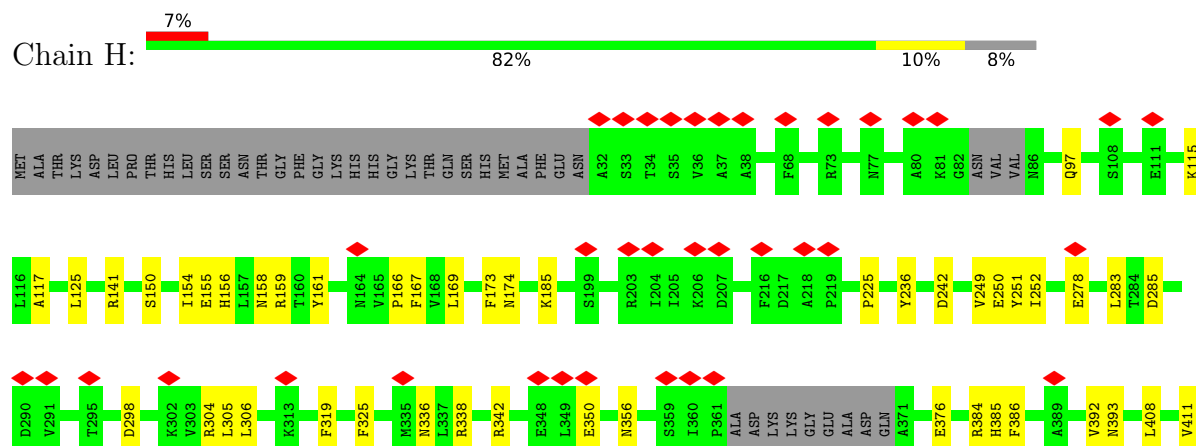 7%
Chain H:
82% 10% 8%
MET ALA THR LYS ASP LEU PRO THR HIS LEU SER SER ASN THR GLY PHE GLY LYS HIS HIS GLY LYS THR GLN SER HIS MET ALA PHE GLU ASN A32 S33 T34 S35 V36 A37 A38 F68 R73 N77 A80 K81 G82 ASN VAL VAL N86 Q97 S108 E111 K115
L116 A117 L125 R141 S150 I154 E155 H156 L157 N158 R159 T160 Y161 N164 V165 P166 F167 V168 L169 F173 N174 K185 S199 R203 I204 I205 K206 D207 F216 D217 A218 P219 P225 Y236 D242 V249 E250 Y251 I252 E278 L283 T284 D285
D290 V291 T295 D298 K302 V303 R304 L305 L306 K313 F319 F325 M335 N336 L337 R338 R342 E348 L349 E350 N356 S359 I360 P361 ALA ASP LYS LYS GLU ALA ASP GLN A371 E376 R384 H385 F386 A389 V392 N393 L408 V411